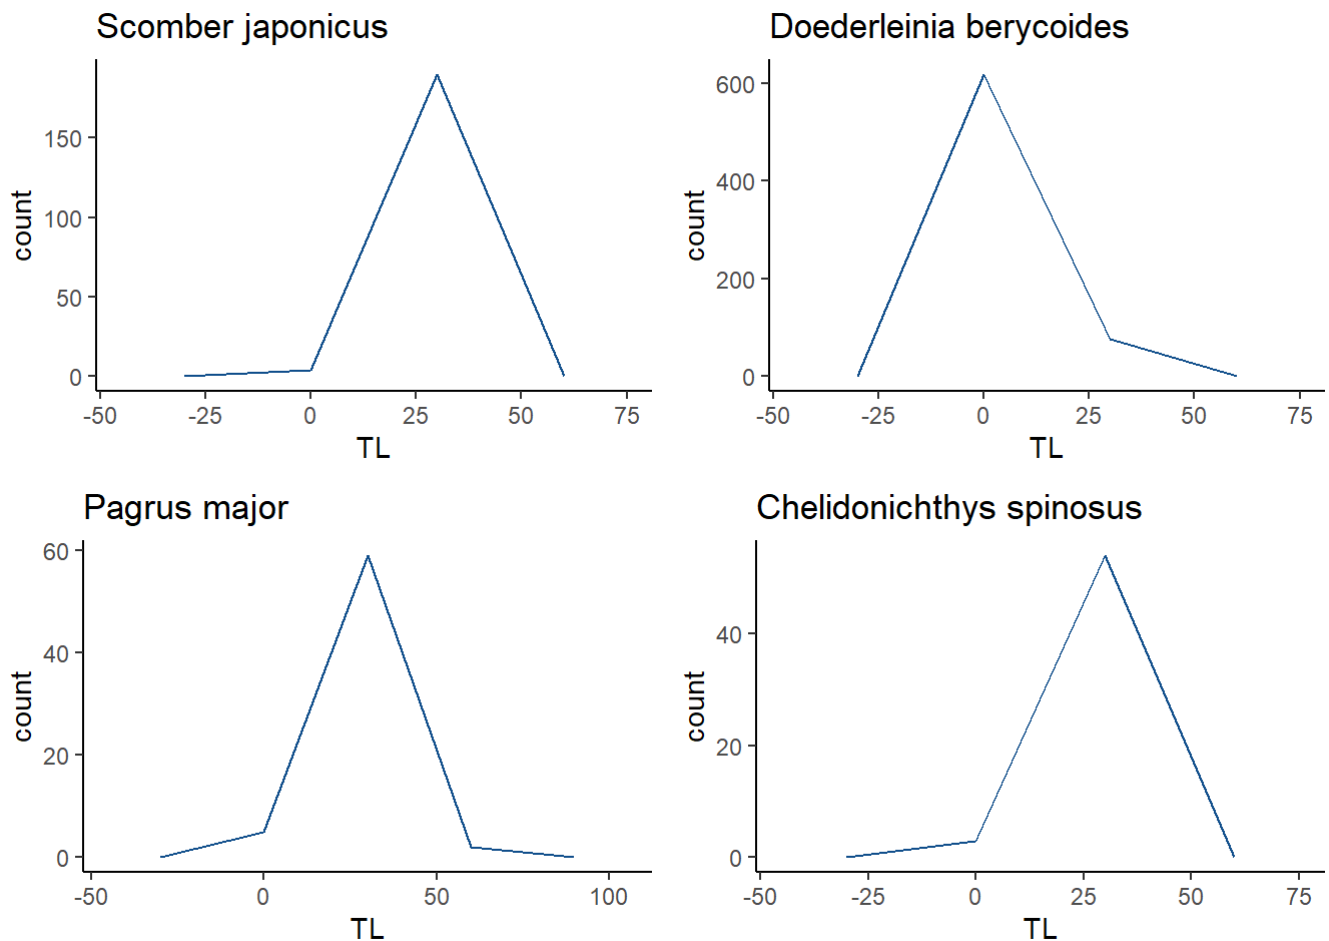 Scomber japonicus
150
100
50
0
count
-50 -25 0 25 50 75
TL
Doederleinia berycoides
600
400
200
0
count
-50 -25 0 25 50 75
TL
Pagrus major
60
40
20
0
count
-50 0 50 100
TL
Chelidonichthys spinosus
40
20
0
count
-50 -25 0 25 50 75
TL